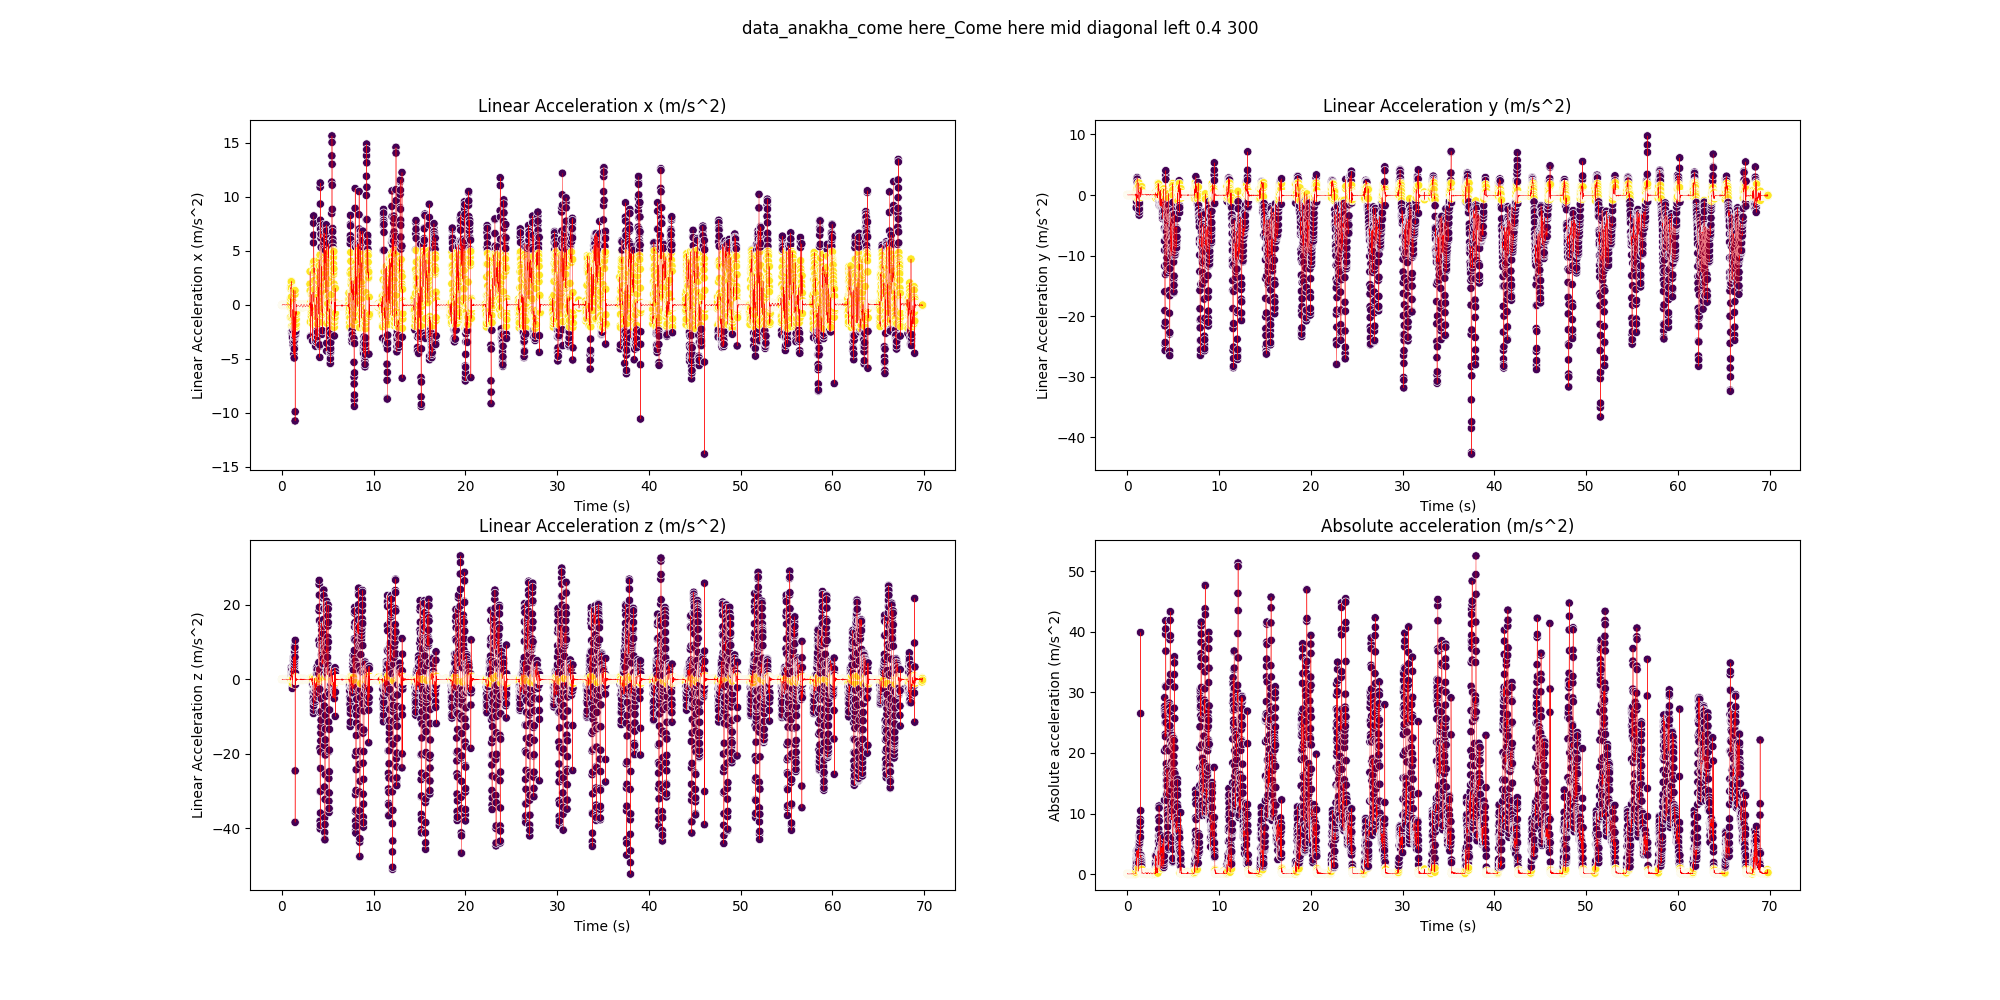 data_anakha_come here_Come here mid diagonal left 0.4 300
Linear Acceleration x (m/s^2)
Linear Acceleration x (m/s^2)
15
10
5
0
−5
−10
−15
0 10 20 30 40 50 60 70
Time (s)
Linear Acceleration y (m/s^2)
Linear Acceleration y (m/s^2)
10
0
−10
−20
−30
−40
0 10 20 30 40 50 60 70
Time (s)
Linear Acceleration z (m/s^2)
Linear Acceleration z (m/s^2)
20
0
−20
−40
0 10 20 30 40 50 60 70
Time (s)
Absolute acceleration (m/s^2)
Absolute acceleration (m/s^2)
50
40
30
20
10
0
0 10 20 30 40 50 60 70
Time (s)